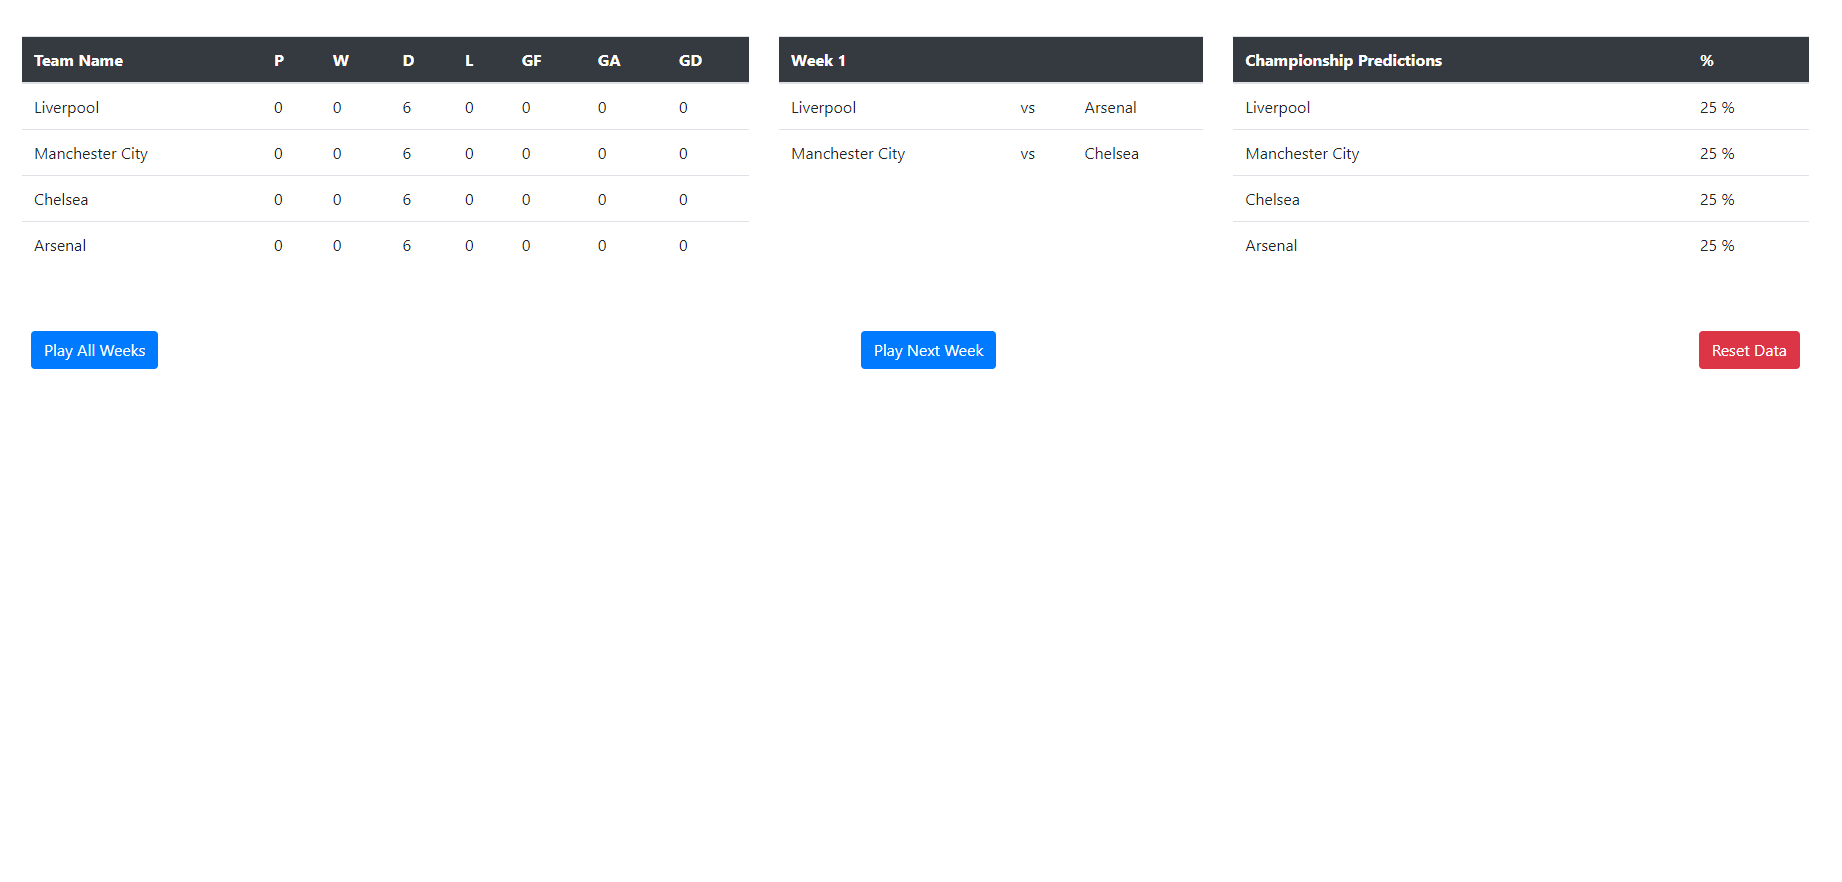 Team Name P W D L GF GA GD
Liverpool 0 0 6 0 0 0 0
Manchester City 0 0 6 0 0 0 0
Chelsea 0 0 6 0 0 0 0
Arsenal 0 0 6 0 0 0 0
Week 1
Liverpool vs Arsenal
Manchester City vs Chelsea
Championship Predictions %
Liverpool 25 %
Manchester City 25 %
Chelsea 25 %
Arsenal 25 %
Play All Weeks
Play Next Week
Reset Data